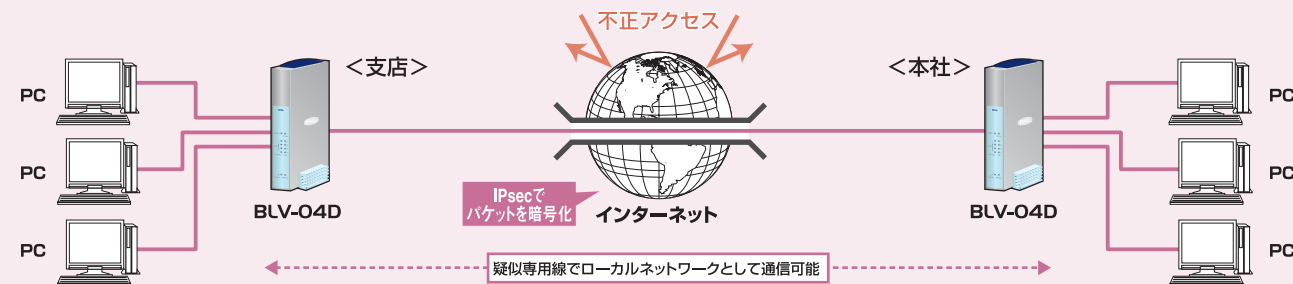 不正アクセス
<支店>
<本社>
PC
PC
PC
PC
PC
PC
BLV-04D
IPsecで
パケットを暗号化
インターネット
BLV-04D
疑似専用線でローカルネットワークとして通信可能